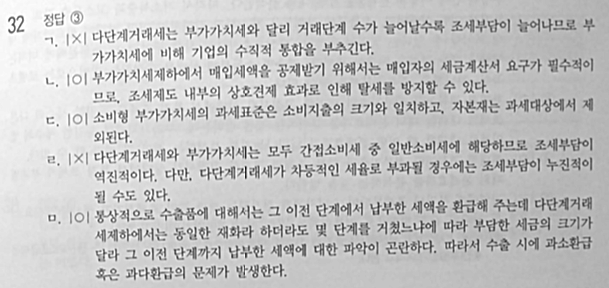 32 정답 ③
ㄱ. |×| 다단계거래세는 부가가치세와 달리 거래단계 수가 늘어날수록 조세부담이 늘어나므로 부
가가치세에 비해 기업의 수직적 통합을 부추긴다.
ㄴ. |○| 부가가치세제하에서 매입세액을 공제받기 위해서는 매입자의 세금계산서 요구가 필수적이
므로, 조세제도 내부의 상호견제 효과로 인해 탈세를 방지할 수 있다.
ㄷ. |○| 소비형 부가가치세의 과세표준은 소비지출의 크기와 일치하고, 자본재는 과세대상에서 제
외된다.
ㄹ. |×| 다단계거래세와 부가가치세는 모두 간접소비세 중 일반소비세에 해당하므로 조세부담이
역진적이다. 다만, 다단계거래세가 차등적인 세율로 부과될 경우에는 조세부담이 누진적이
될 수도 있다.
ㅁ. |○| 통상적으로 수출품에 대해서는 그 이전 단계에서 납부한 세액을 환급해 주는데 다단계거래
세제하에서는 동일한 재화라 하더라도 몇 단계를 거쳤느냐에 따라 부담한 세금의 크기가
달라 그 이전 단계까지 납부한 세액에 대한 파악이 곤란하다. 따라서 수출 시에 과소환급
혹은 과다환급의 문제가 발생한다.